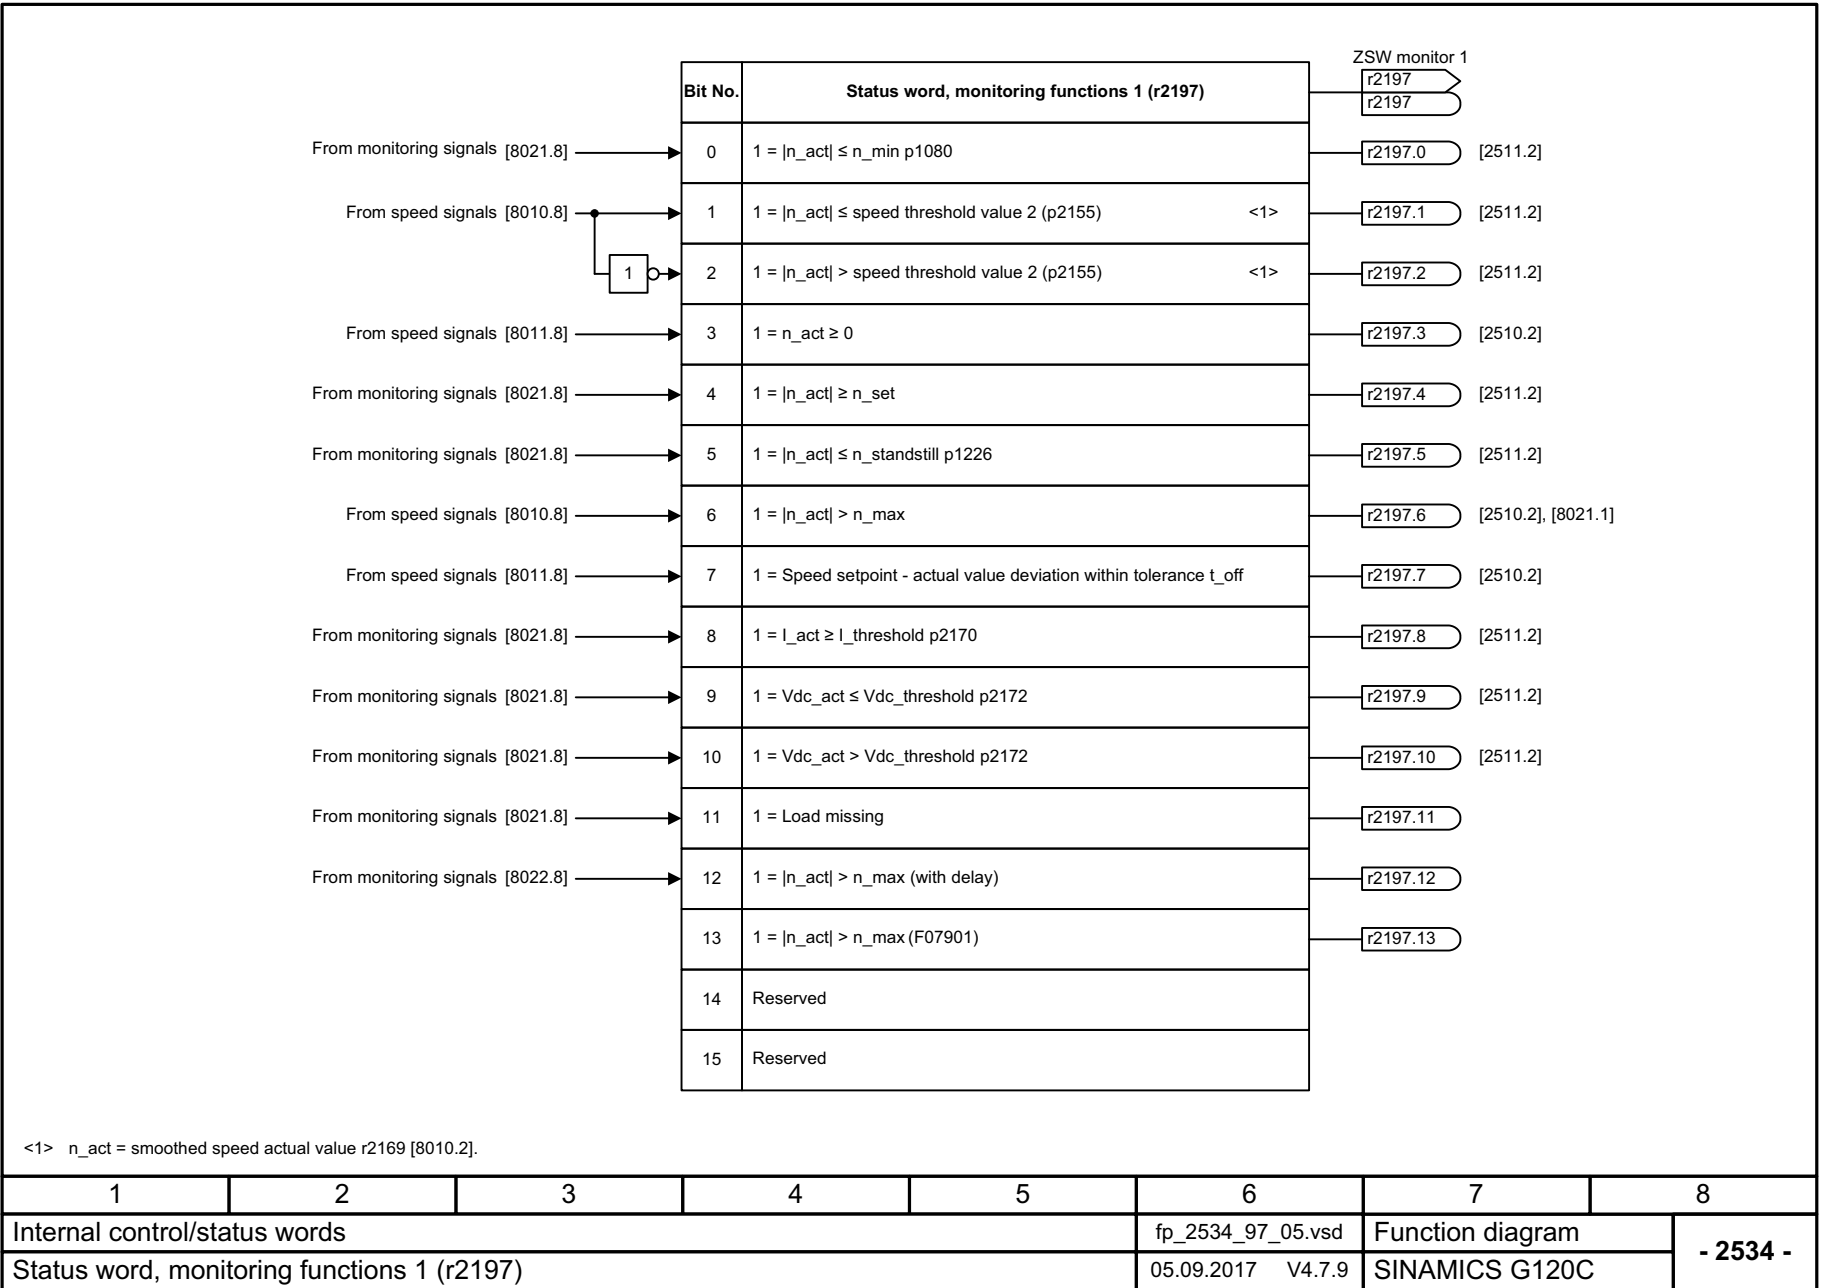 ZSW monitor 1
Bit No. Status word, monitoring functions 1 (r2197) r2197
r2197
From monitoring signals [8021.8] 0 1 = |n_act| ≤ n_min p1080 r2197.0 [2511.2]
From speed signals [8010.8] 1 1 = |n_act| ≤ speed threshold value 2 (p2155) <1> r2197.1 [2511.2]
1 2 1 = |n_act| > speed threshold value 2 (p2155) <1> r2197.2 [2511.2]
From speed signals [8011.8] 3 1 = n_act ≥ 0 r2197.3 [2510.2]
From monitoring signals [8021.8] 4 1 = |n_act| ≥ n_set r2197.4 [2511.2]
From monitoring signals [8021.8] 5 1 = |n_act| ≤ n_standstill p1226 r2197.5 [2511.2]
From speed signals [8010.8] 6 1 = |n_act| > n_max r2197.6 [2510.2], [8021.1]
From speed signals [8011.8] 7 1 = Speed setpoint - actual value deviation within tolerance t_off r2197.7 [2510.2]
From monitoring signals [8021.8] 8 1 = I_act ≥ I_threshold p2170 r2197.8 [2511.2]
From monitoring signals [8021.8] 9 1 = Vdc_act ≤ Vdc_threshold p2172 r2197.9 [2511.2]
From monitoring signals [8021.8] 10 1 = Vdc_act > Vdc_threshold p2172 r2197.10 [2511.2]
From monitoring signals [8021.8] 11 1 = Load missing r2197.11
From monitoring signals [8022.8] 12 1 = |n_act| > n_max (with delay) r2197.12
13 1 = |n_act| > n_max (F07901) r2197.13
14 Reserved
15 Reserved
<1> n_act = smoothed speed actual value r2169 [8010.2].
1 2 3 4 5 6 7 8
Internal control/status words fp_2534_97_05.vsd Function diagram - 2534 -
Status word, monitoring functions 1 (r2197) 05.09.2017 V4.7.9 SINAMICS G120C